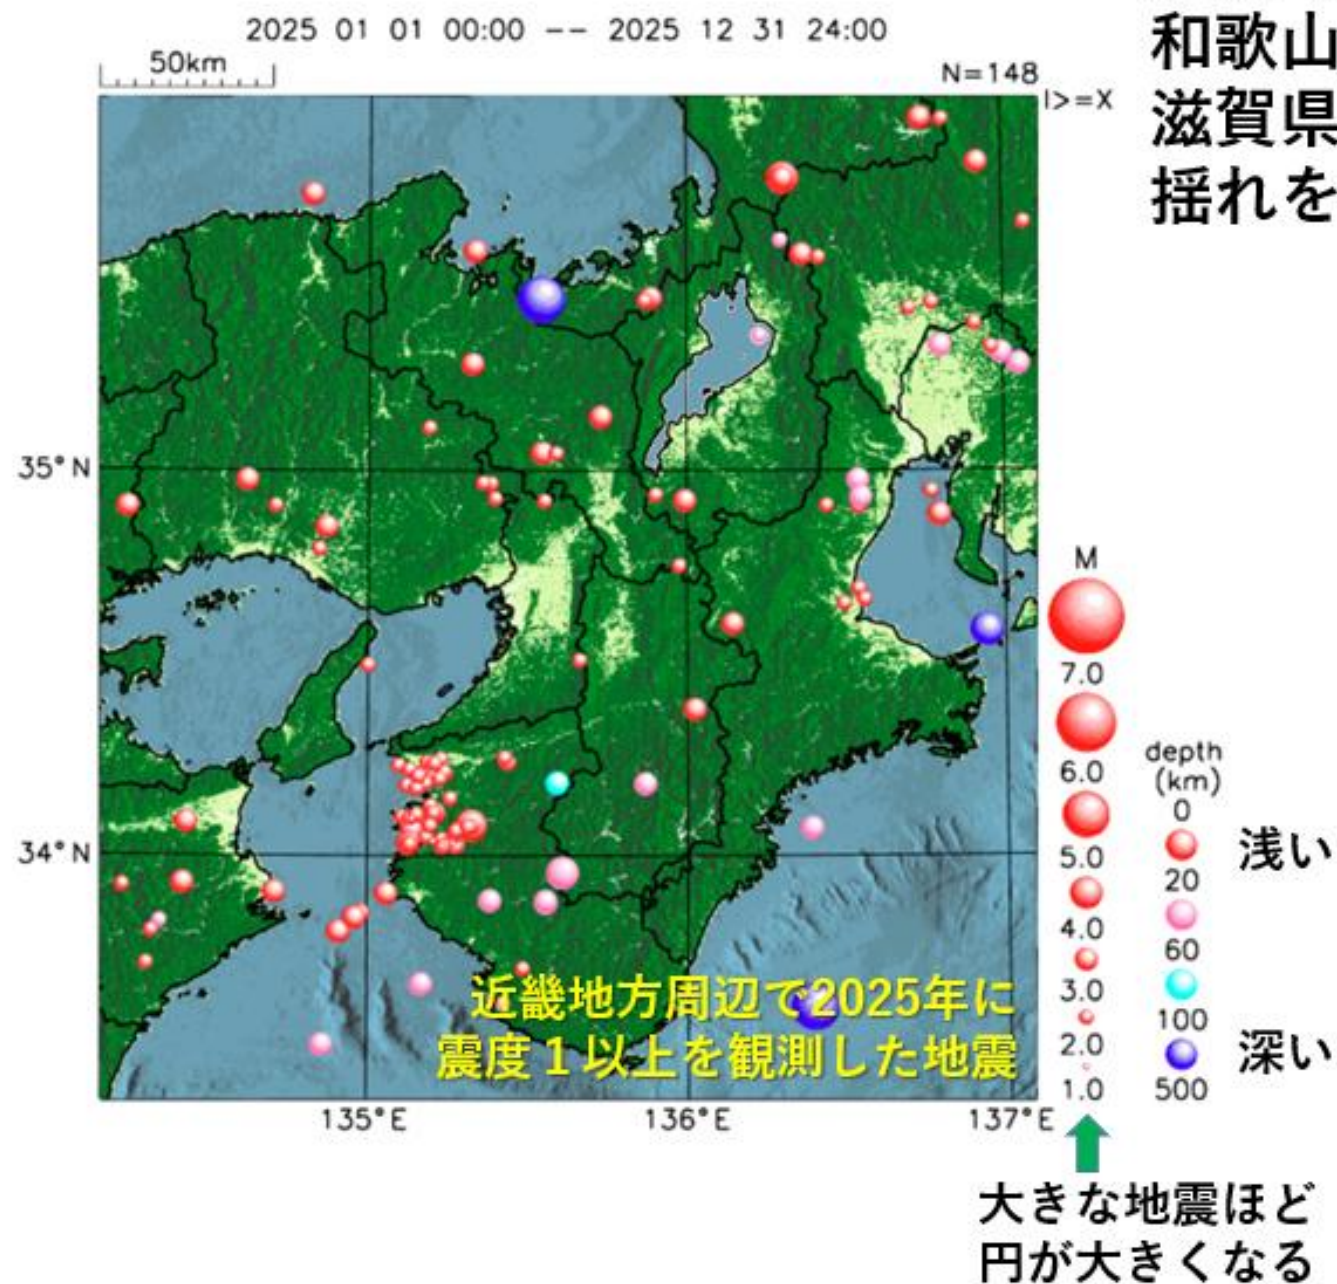 2025 01 01 00:00 -- 2025 12 31 24:00
50km
N=148
I>=X
和歌山
滋賀県
揺れを
35°N
34°N
135°E
136°E
137°E
近畿地方周辺で2025年に
震度１以上を観測した地震
M
7.0
6.0
5.0
4.0
3.0
2.0
1.0
depth
(km)
0
20
60
100
500
浅い
深い
大きな地震ほど
円が大きくなる